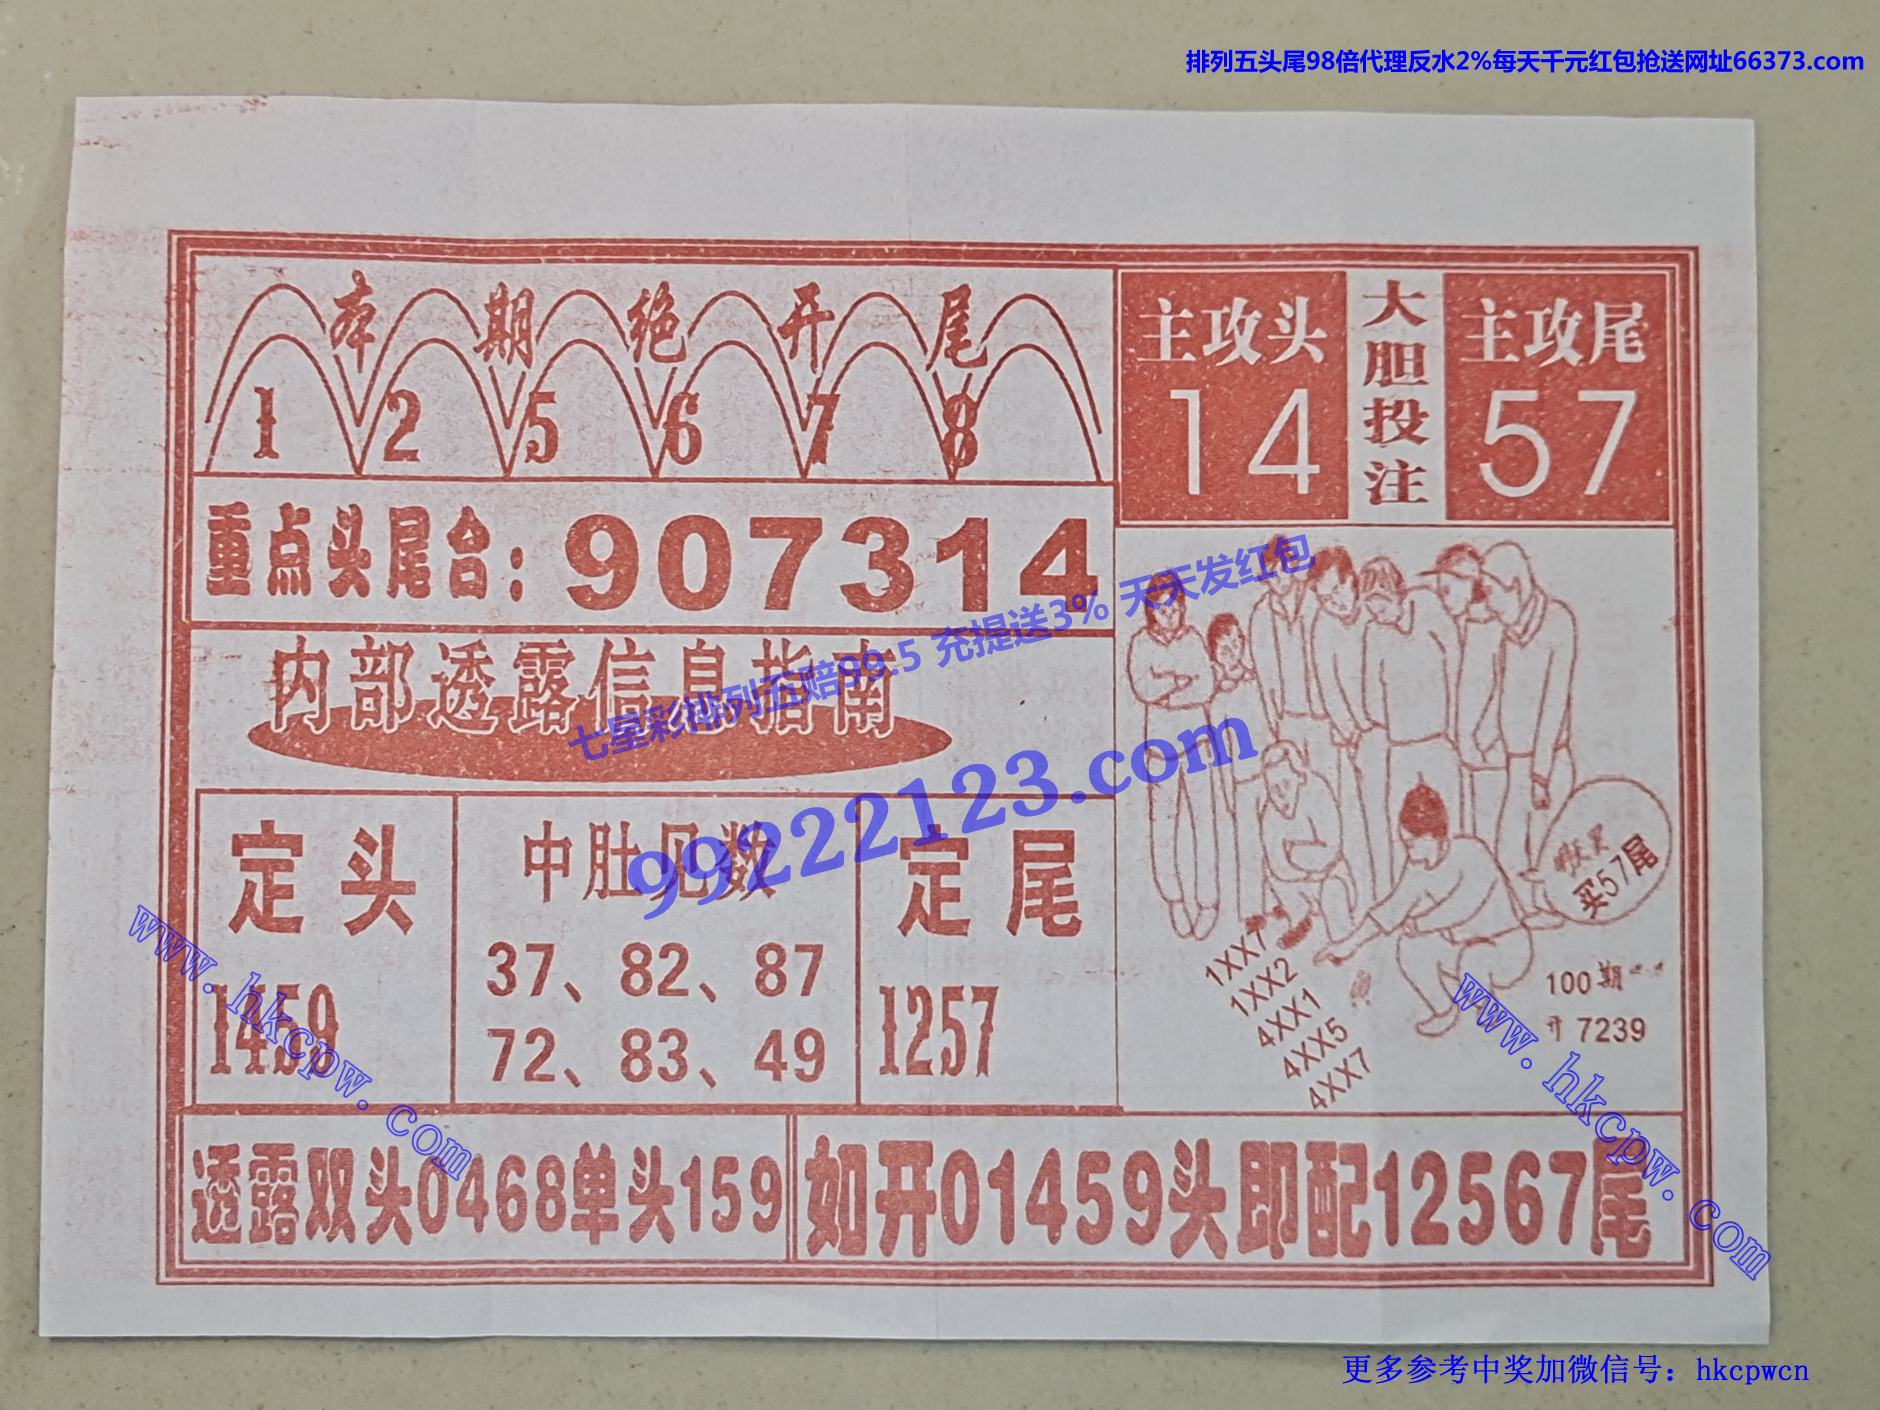 排列五头尾98倍代理反水2%每天千元红包抢送网址66373.com
本期绝开尾
1 2 5 6 7 8
主攻头
14
大胆投注
主攻尾
57
重点头尾台：907314
内部透露信息指南
七星彩排列五赔99.5 充提送3% 天天发红包
99222123.com
定头
1459
中肚见数
37、82、87
72、83、49
定尾
1257
买57尾
1XX7
1XX2
4XX1
4XX5
4XX7
100期
开 7239
www.hkcpw.com
www.hkcpw.com
透露双头0468单头159
如开01459头即配12567尾
更多参考中奖加微信号：hkcpwcn